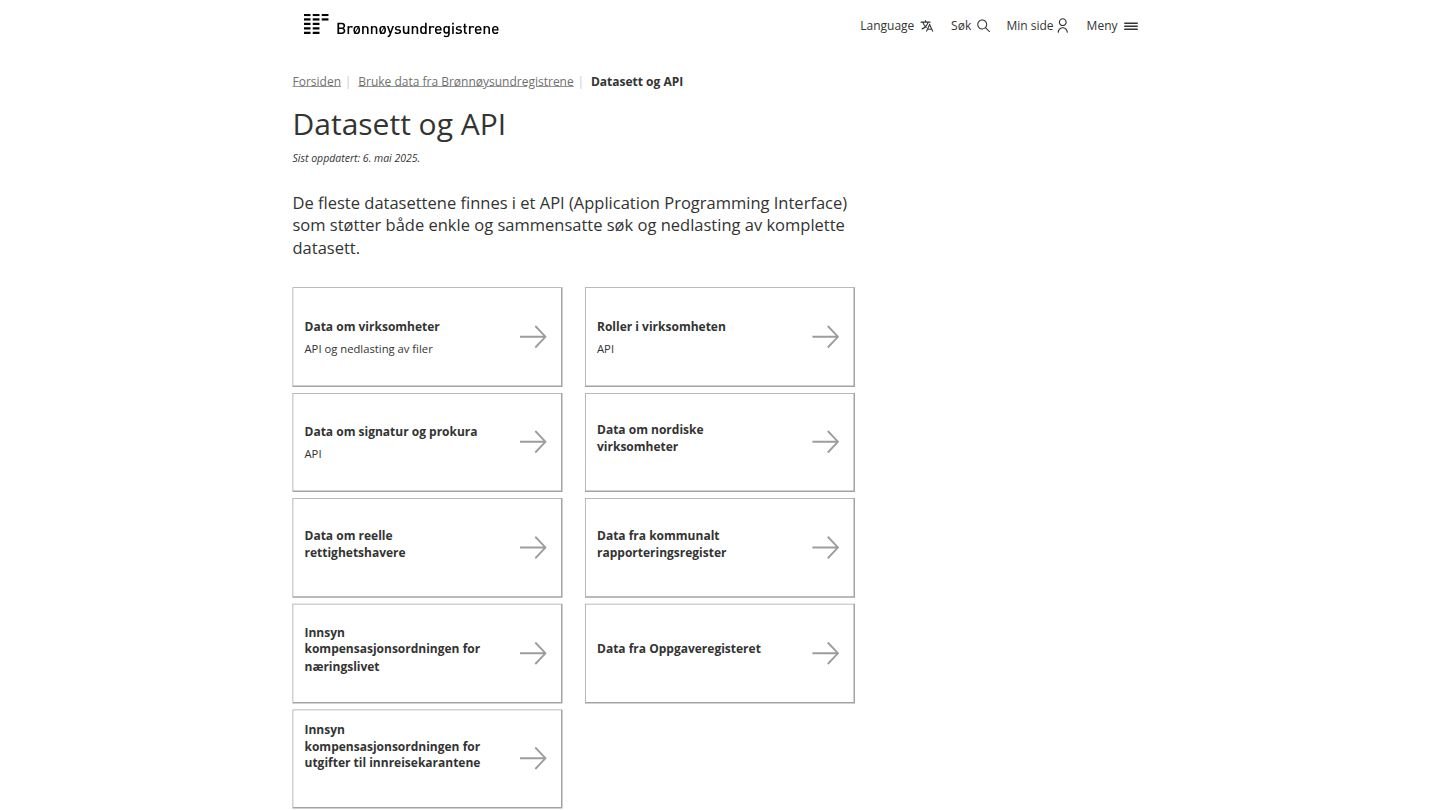 Brønnøysundregistrene
Language
Søk
Min side
Meny
Forsiden | Bruke data fra Brønnøysundregistrene | Datasett og API
Datasett og API
Sist oppdatert: 6. mai 2025.
De fleste datasettene finnes i et API (Application Programming Interface)
som støtter både enkle og sammensatte søk og nedlasting av komplette
datasett.
Data om virksomheter
API og nedlasting av filer
Roller i virksomheten
API
Data om signatur og prokura
API
Data om nordiske
virksomheter
Data om reelle
rettighetshavere
Data fra kommunalt
rapporteringsregister
Innsyn
kompensasjonsordningen for
næringslivet
Data fra Oppgaveregisteret
Innsyn
kompensasjonsordningen for
utgifter til innreisekarantene